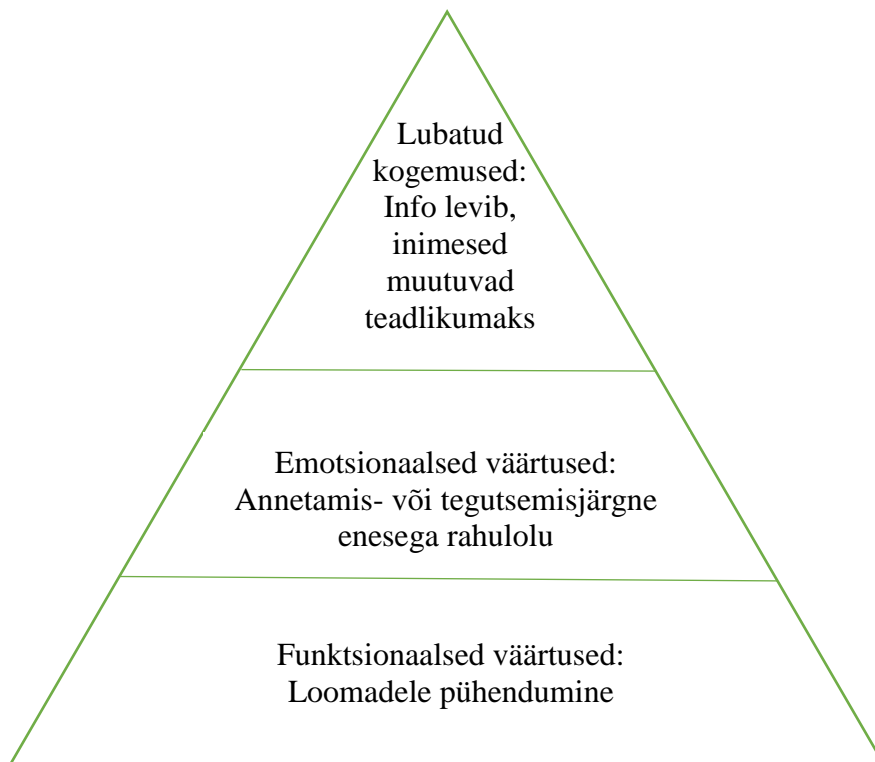 Lubatud
kogemused:
Info levib,
inimesed
muutuvad
teadlikumaks
Emotsionaalsed väärtused:
Annetamis- või tegutsemisjärgne
enesega rahulolu
Funktsionaalsed väärtused:
Loomadele pühendumine